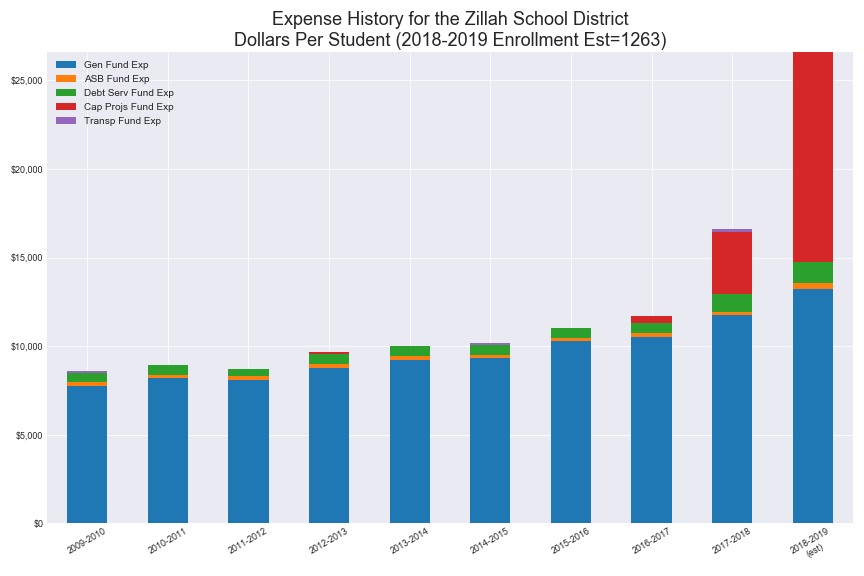 Expense History for the Zillah School District
Dollars Per Student (2018-2019 Enrollment Est=1263)
Gen Fund Exp
ASB Fund Exp
Debt Serv Fund Exp
Cap Projs Fund Exp
Transp Fund Exp
$25,000
$20,000
$15,000
$10,000
$5,000
$0
2009-2010
2010-2011
2011-2012
2012-2013
2013-2014
2014-2015
2015-2016
2016-2017
2017-2018
2018-2019
(est)